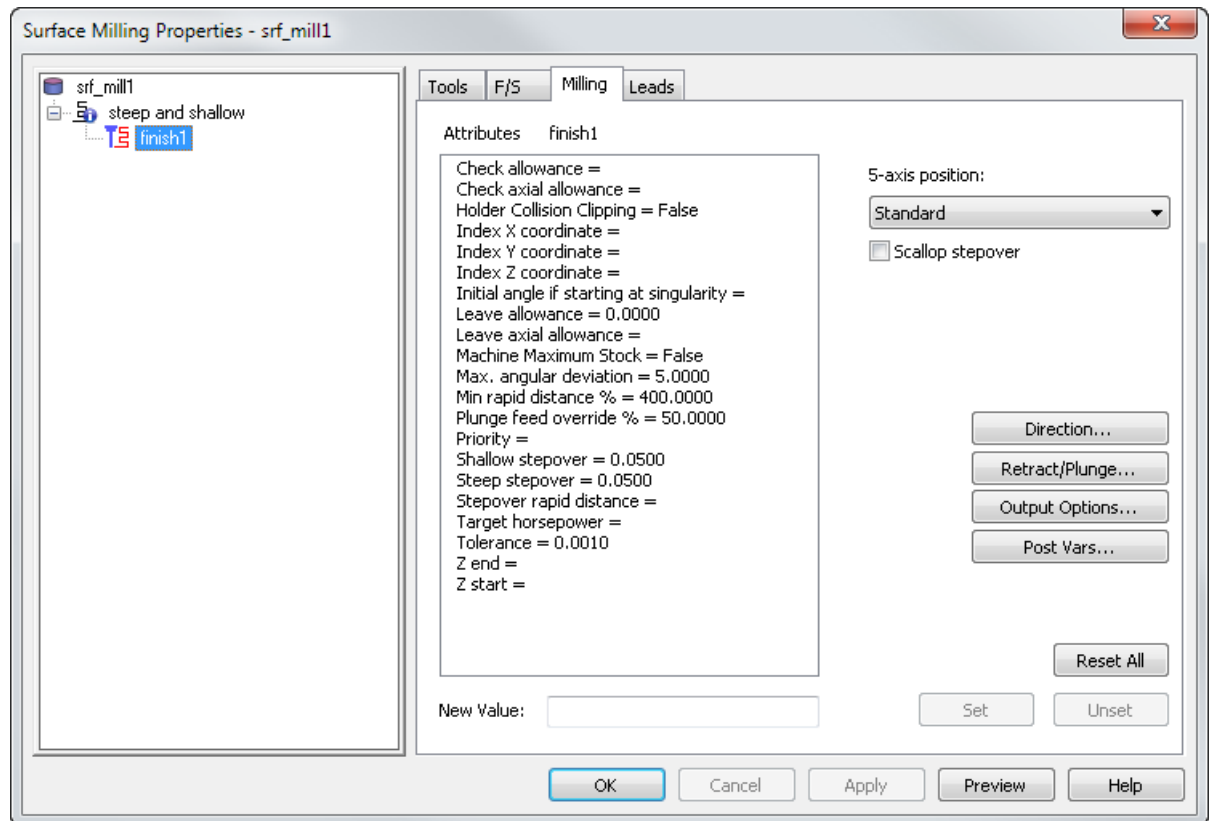 Surface Milling Properties - srf_mill1
srf_mill1
steep and shallow
finish1
Tools F/S Milling Leads
Attributes finish1
Check allowance =
Check axial allowance =
Holder Collision Clipping = False
Index X coordinate =
Index Y coordinate =
Index Z coordinate =
Initial angle if starting at singularity =
Leave allowance = 0.0000
Leave axial allowance =
Machine Maximum Stock = False
Max. angular deviation = 5.0000
Min rapid distance % = 400.0000
Plunge feed override % = 50.0000
Priority =
Shallow stepover = 0.0500
Steep stepover = 0.0500
Stepover rapid distance =
Target horsepower =
Tolerance = 0.0010
Z end =
Z start =
5-axis position:
Standard
Scallop stepover
Direction...
Retract/Plunge...
Output Options...
Post Vars...
Reset All
New Value:
Set Unset
OK Cancel Apply Preview Help